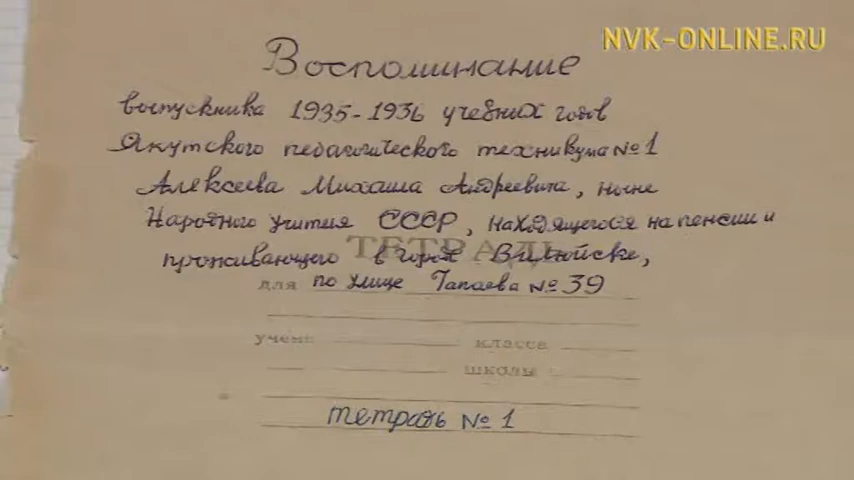 NVK-ONLINE.RU
Воспоминание
выпускника 1935-1936 учебных годов
Якутского педагогического техникума №1
Алексеева Михаила Андреевича, ныне
Народного учителя СССР, находящегося на пенсии и
проживающего в городе Вилюйске,
ТЕТРАДЬ
для по улице Чапаева №39
учени
класса
школы
тетрадь №1